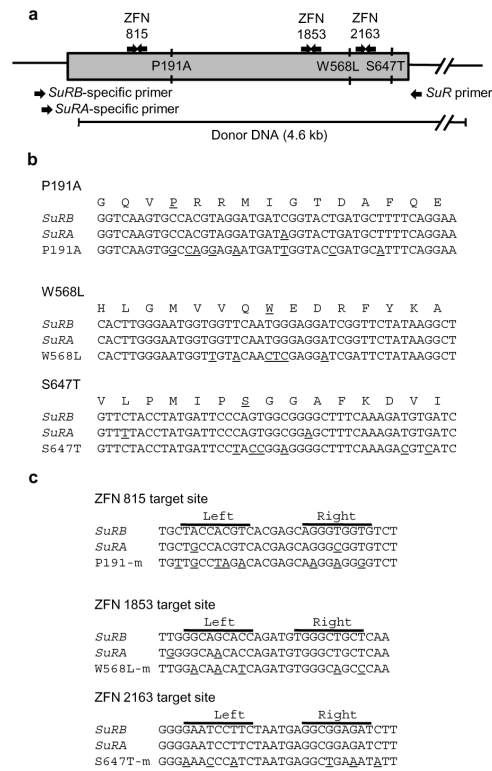 a
ZFN 815
ZFN 1853
ZFN 2163
P191A
W568L
S647T
SuRB-specific primer
SuRA-specific primer
SuR primer
Donor DNA (4.6 kb)
b
P191A
G Q V P R R M I G T D A F Q E
SuRB GGTCAAGTGCCACGTAGGATGATCGGTACTGATGCTTTTCAGGAA
SuRA GGTCAAGTGCCACGTAGGATGATAGGTACTGATGCTTTTCAGGAA
P191A GGTCAAGTGGCCAGGAGAATGATTGGTACCGATGCATTTCAGGAA
W568L
H L G M V V Q W E D R F Y K A
SuRB CACTTGGGAATGGTGGTTCAATGGGAGGATCGGTTCTATAAGGCT
SuRA CACTTGGGAATGGTGGTTCAATGGGAGGATCGGTTCTATAAGGCT
W568L CACTTGGGAATGGTTGTACAACTCGAGGATCGATTCTATAAGGCT
S647T
V L P M I P S G G A F K D V I
SuRB GTTCTACCTATGATTCCCAGTGGCGGGGCTTTCAAAGATGTGATC
SuRA GTTTTACCTATGATTCCCAGTGGCGGAGCTTTCAAAGATGTGATC
S647T GTTCTACCTATGATTCCTACCGGAGGGGCTTTCAAAGACGTCATC
c
ZFN 815 target site
Left Right
SuRB TGCTACCACGTCACGAGCAGGGTGGTGTCT
SuRA TGCTGCCACGTCACGAGCAGGGCGGTGTCT
P191-m TGTTGCCTAGACACGAGCAAGGAGGGGTCT
ZFN 1853 target site
Left Right
SuRB TTGGGCAGCACCAGATGTGGGCTGCTCAA
SuRA TGGGGCAACACCAGATGTGGGCTGCTCAA
W568L-m TTGGACAACATCAGATGTGGGCAGCCCAA
ZFN 2163 target site
Left Right
SuRB GGGGAATCCTTCTAATGAGGCGGAGATCTT
SuRA GGGGAATCCTTCTAATGAGGCGGAGATCTT
S647T-m GGGAAACCCATCTAATGAGGCTGAAATATT